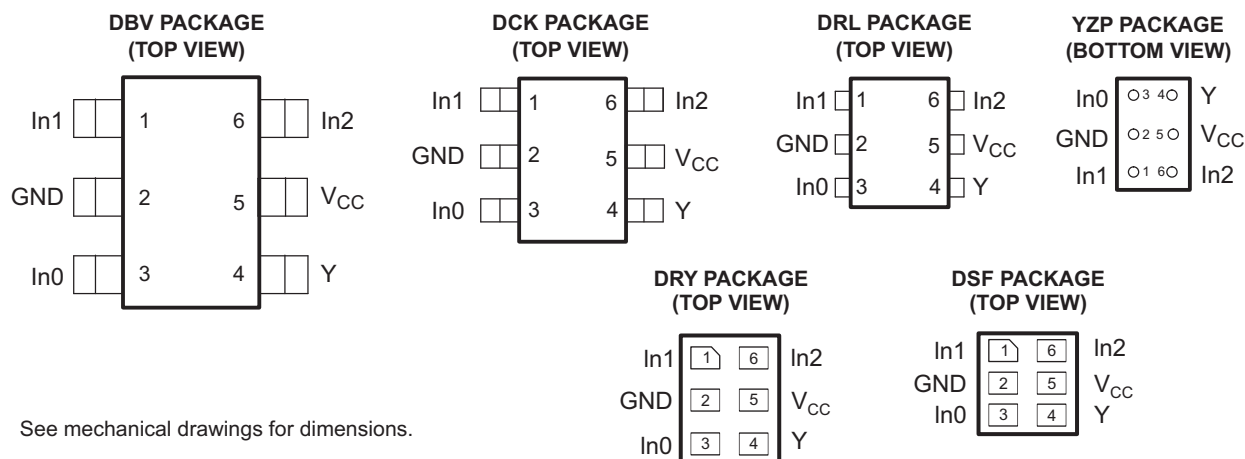 DBV PACKAGE
(TOP VIEW)
In1 1 6 In2
GND 2 5 VCC
In0 3 4 Y
DCK PACKAGE
(TOP VIEW)
In1 1 6 In2
GND 2 5 VCC
In0 3 4 Y
DRL PACKAGE
(TOP VIEW)
In1 1 6 In2
GND 2 5 VCC
In0 3 4 Y
YZP PACKAGE
(BOTTOM VIEW)
In0 3 4 Y
GND 2 5 VCC
In1 1 6 In2
DRY PACKAGE
(TOP VIEW)
In1 1 6 In2
GND 2 5 VCC
In0 3 4 Y
DSF PACKAGE
(TOP VIEW)
In1 1 6 In2
GND 2 5 VCC
In0 3 4 Y
See mechanical drawings for dimensions.